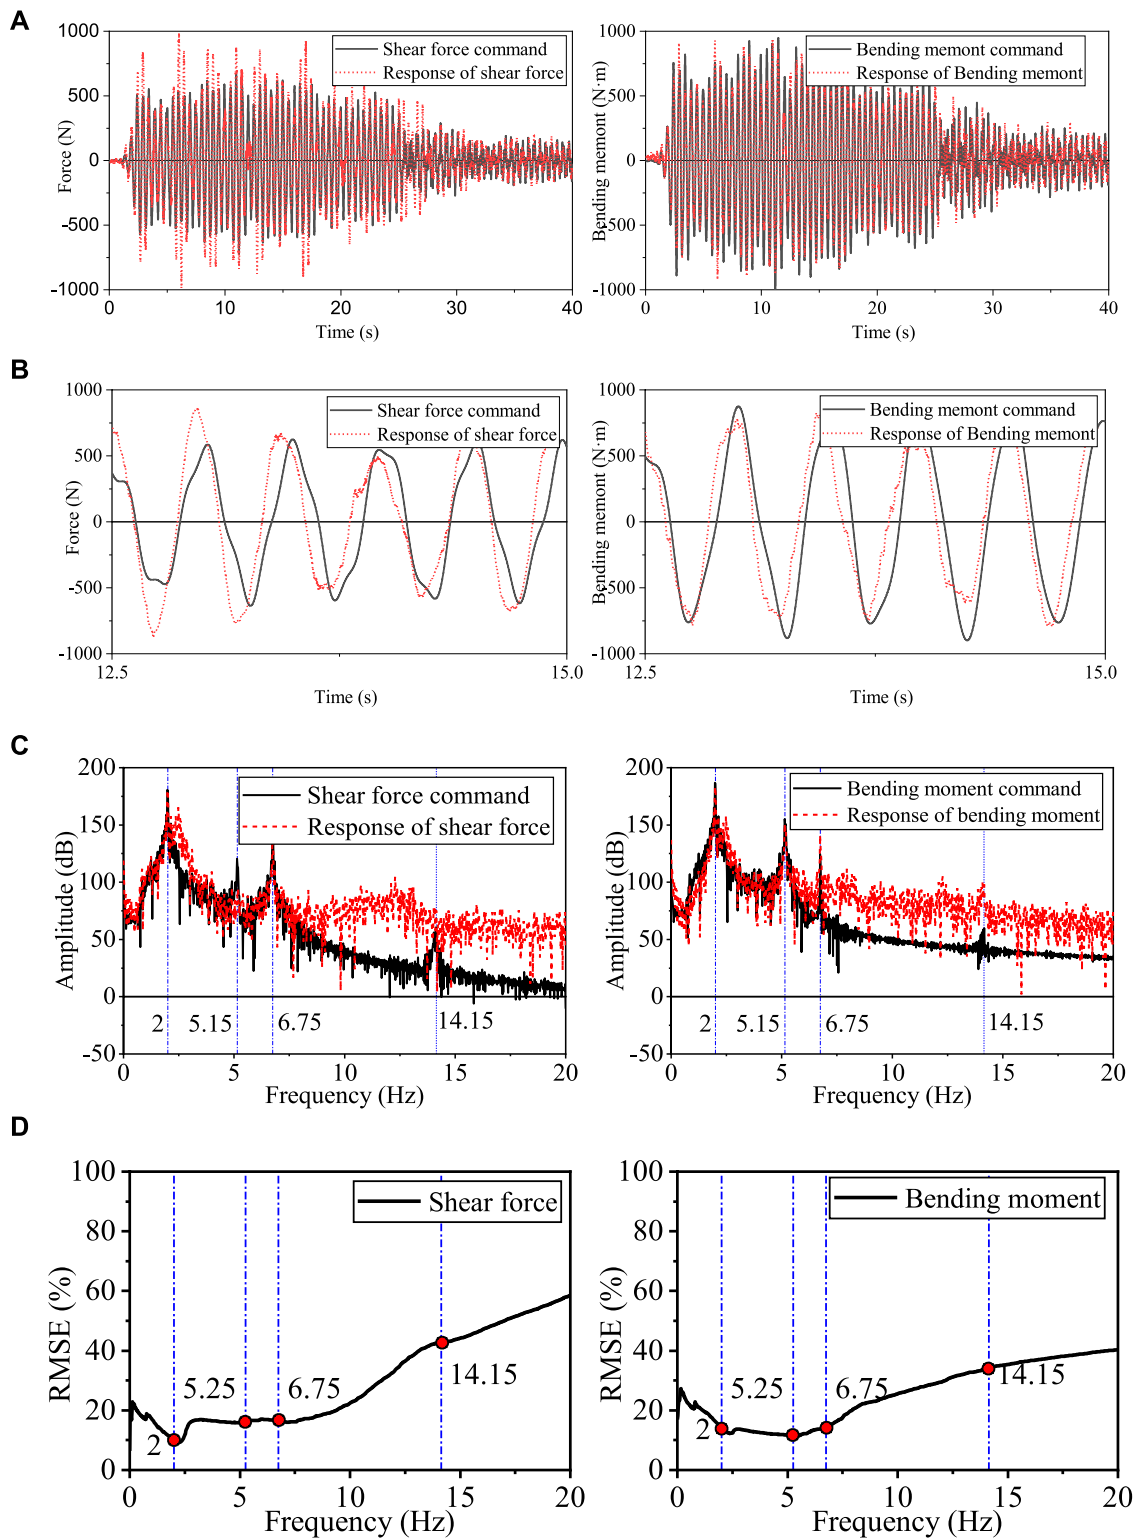 A
Force (N)
1000
500
0
-500
-1000
Shear force command
Response of shear force
0 10 20 30 40
Time (s)
Bending memont (N·m)
1000
500
0
-500
-1000
Bending memont command
Response of Bending memont
0 10 20 30 40
Time (s)
B
Force (N)
1000
500
0
-500
-1000
Shear force command
Response of shear force
12.5 15.0
Time (s)
Bending memont (N·m)
1000
500
0
-500
-1000
Bending memont command
Response of Bending memont
12.5 15.0
Time (s)
C
Amplitude (dB)
200
150
100
50
0
-50
Shear force command
Response of shear force
2 5.15 6.75 14.15
0 5 10 15 20
Frequency (Hz)
Amplitude (dB)
200
150
100
50
0
-50
Bending moment command
Response of bending moment
2 5.15 6.75 14.15
0 5 10 15 20
Frequency (Hz)
D
RMSE (%)
100
80
60
40
20
0
Shear force
2 5.25 6.75 14.15
0 5 10 15 20
Frequency (Hz)
RMSE (%)
100
80
60
40
20
0
Bending moment
2 5.25 6.75 14.15
0 5 10 15 20
Frequency (Hz)